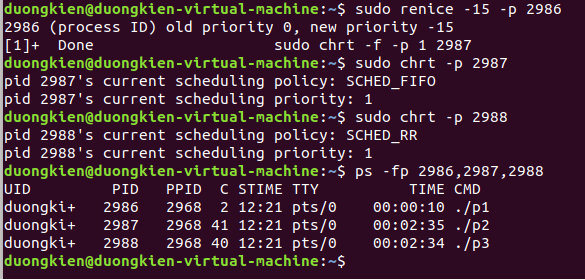 duongkien@duongkien-virtual-machine:~$ sudo renice -15 -p 2986
2986 (process ID) old priority 0, new priority -15
[1]+  Done                    sudo chrt -f -p 1 2987
duongkien@duongkien-virtual-machine:~$ sudo chrt -p 2987
pid 2987's current scheduling policy: SCHED_FIFO
pid 2987's current scheduling priority: 1
duongkien@duongkien-virtual-machine:~$ sudo chrt -p 2988
pid 2988's current scheduling policy: SCHED_RR
pid 2988's current scheduling priority: 1
duongkien@duongkien-virtual-machine:~$ ps -fp 2986,2987,2988
UID         PID   PPID  C STIME TTY          TIME CMD
duongki+   2986   2968  2 12:21 pts/0    00:00:10 ./p1
duongki+   2987   2968 41 12:21 pts/0    00:02:35 ./p2
duongki+   2988   2968 40 12:21 pts/0    00:02:34 ./p3
duongkien@duongkien-virtual-machine:~$